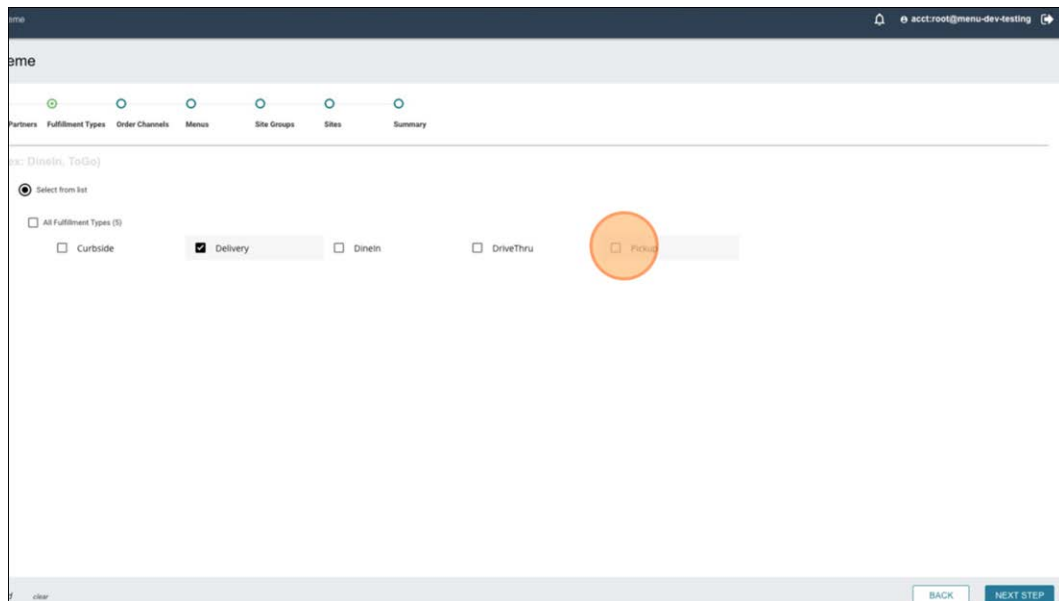 eme
acct:root@menu-dev-testing
eme
Partners Fulfillment Types Order Channels Menus Site Groups Sites Summary
ex: DineIn, ToGo)
Select from list
All Fulfillment Types (5)
Curbside Delivery DineIn DriveThru Pickup
clear BACK NEXT STEP